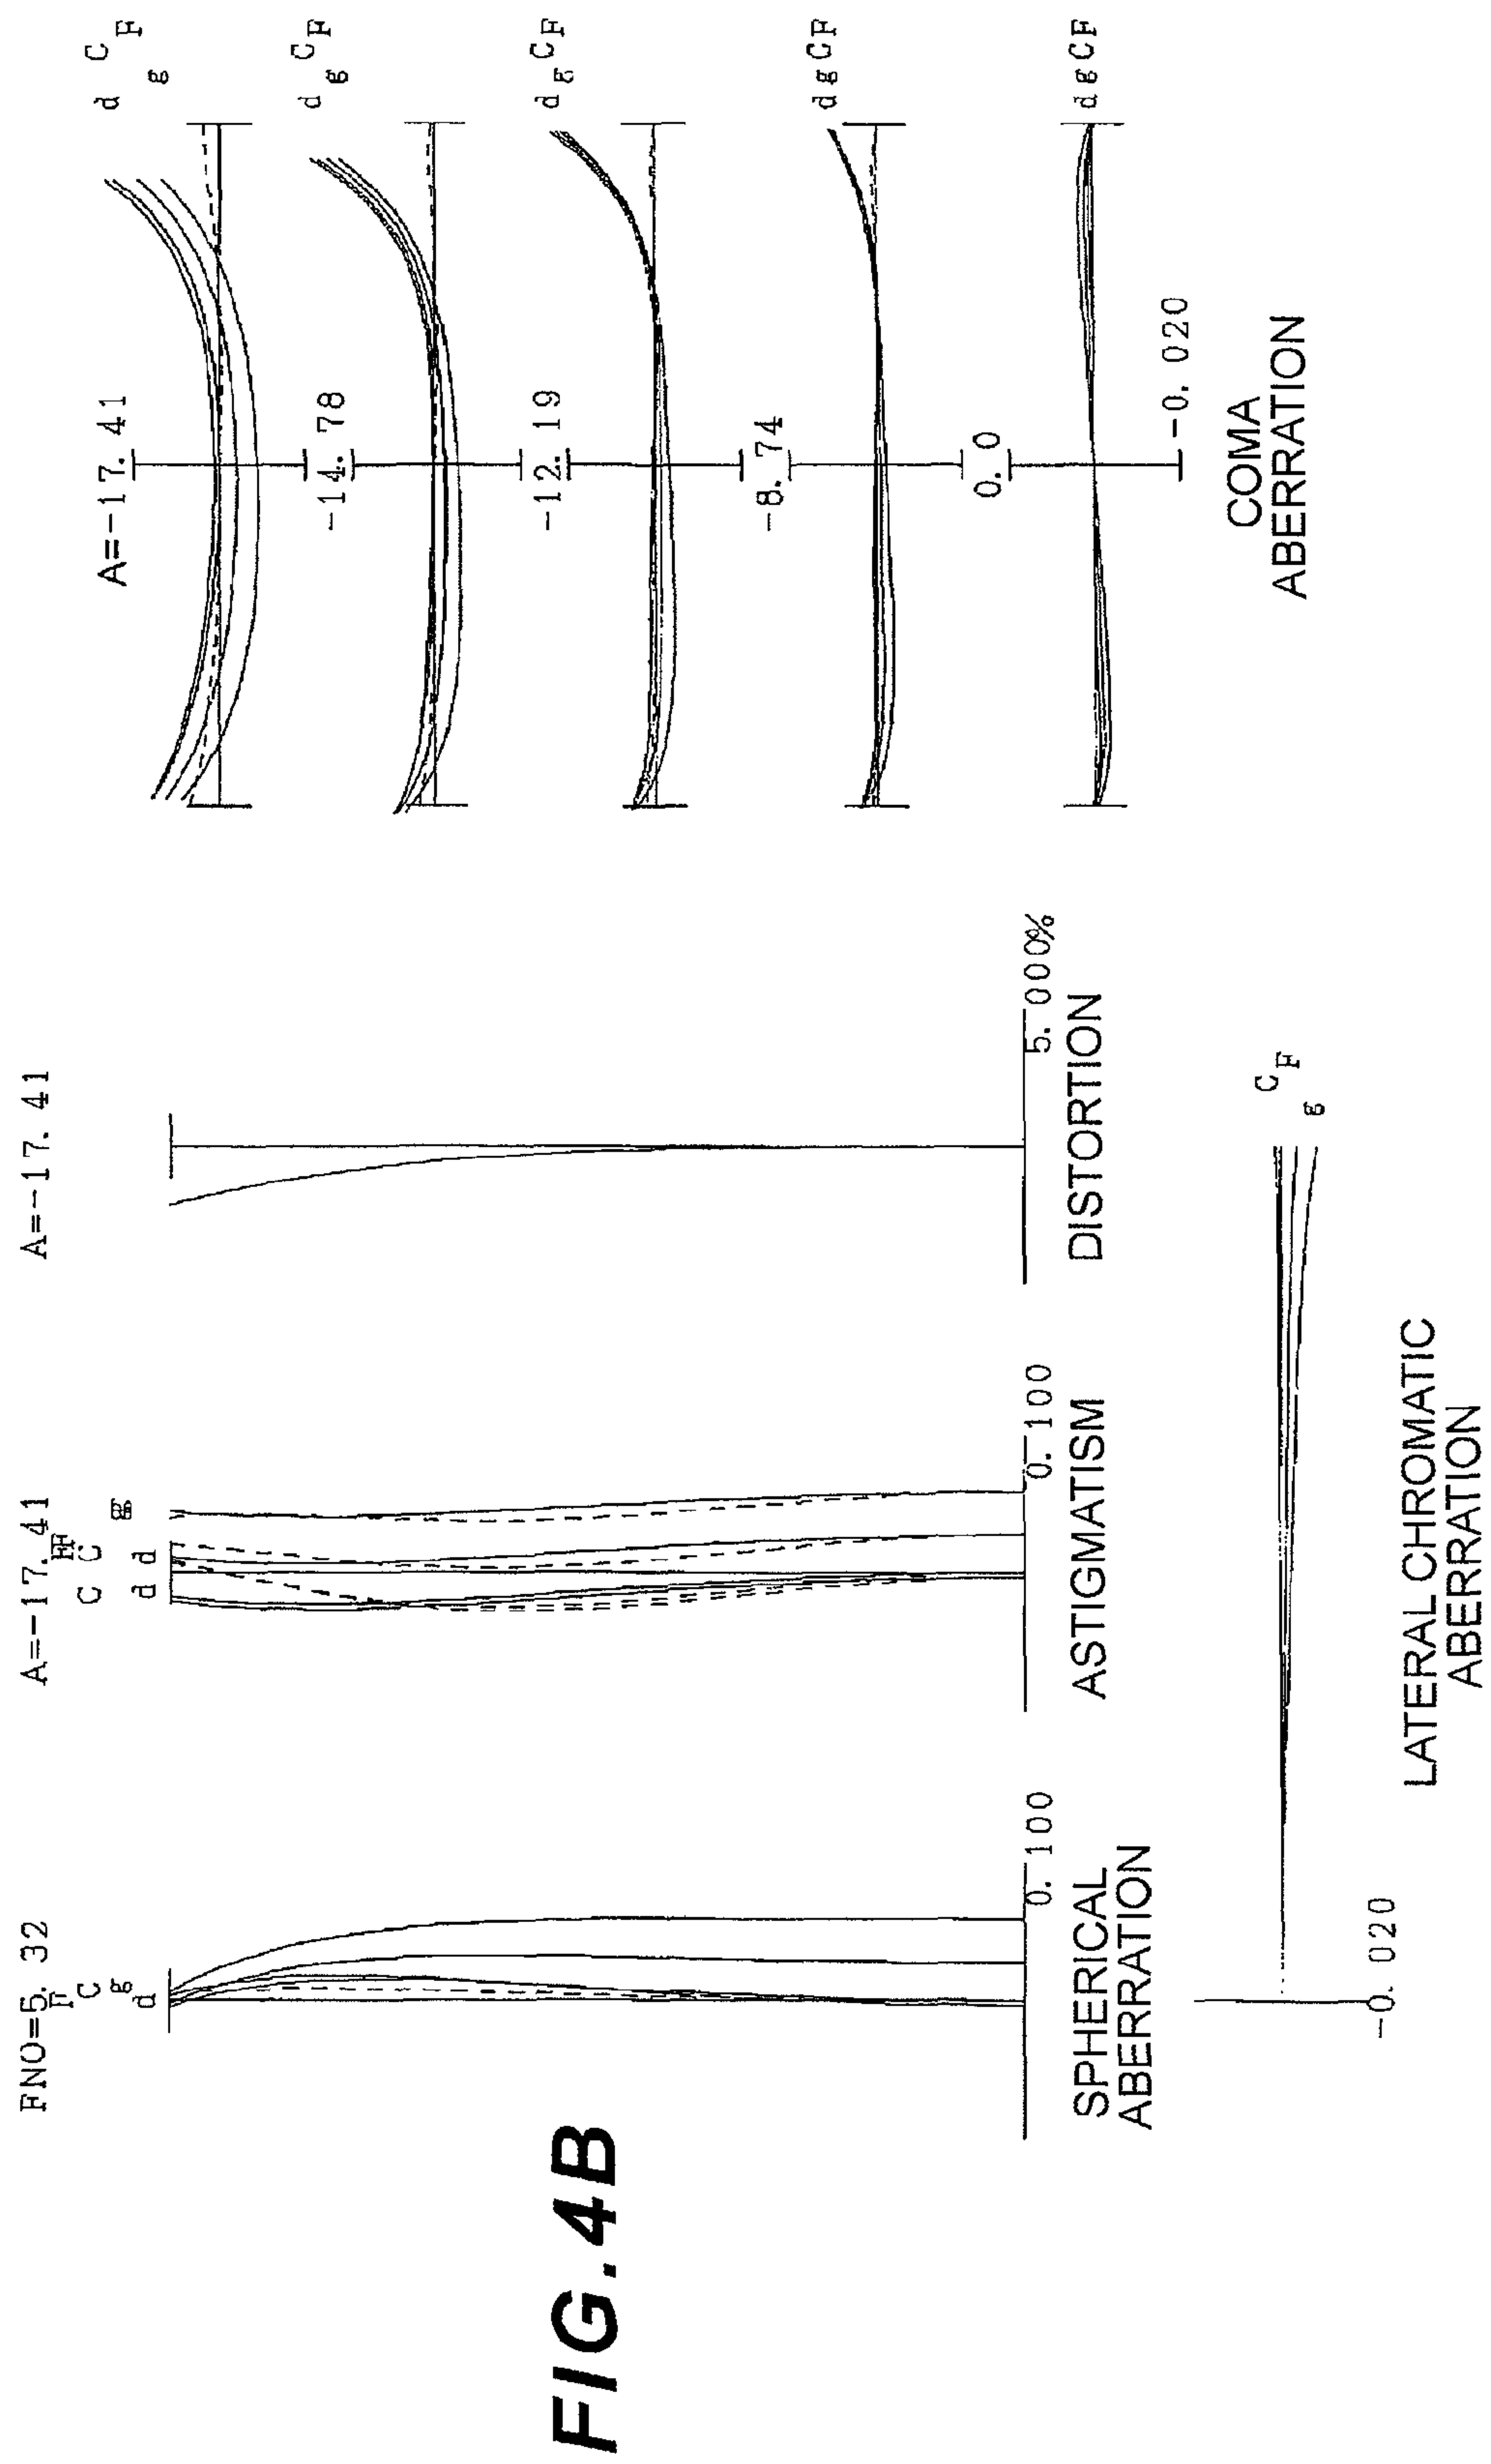 FIG.4B
FNO=5.32
F
C
g
d
0.100
SPHERICAL
ABERRATION
A=-17.41
C
d
F
C
d
g
0.100
ASTIGMATISM
A=-17.41
5.000%
DISTORTION
A=-17.41
d
g
C
F
-14.78
d
g
C
F
-12.19
d
g
C
F
-8.74
d
g
C
F
0.0
d
g
C
F
-0.020
COMA
ABERRATION
-0.020
C
F
g
LATERAL CHROMATIC
ABERRATION